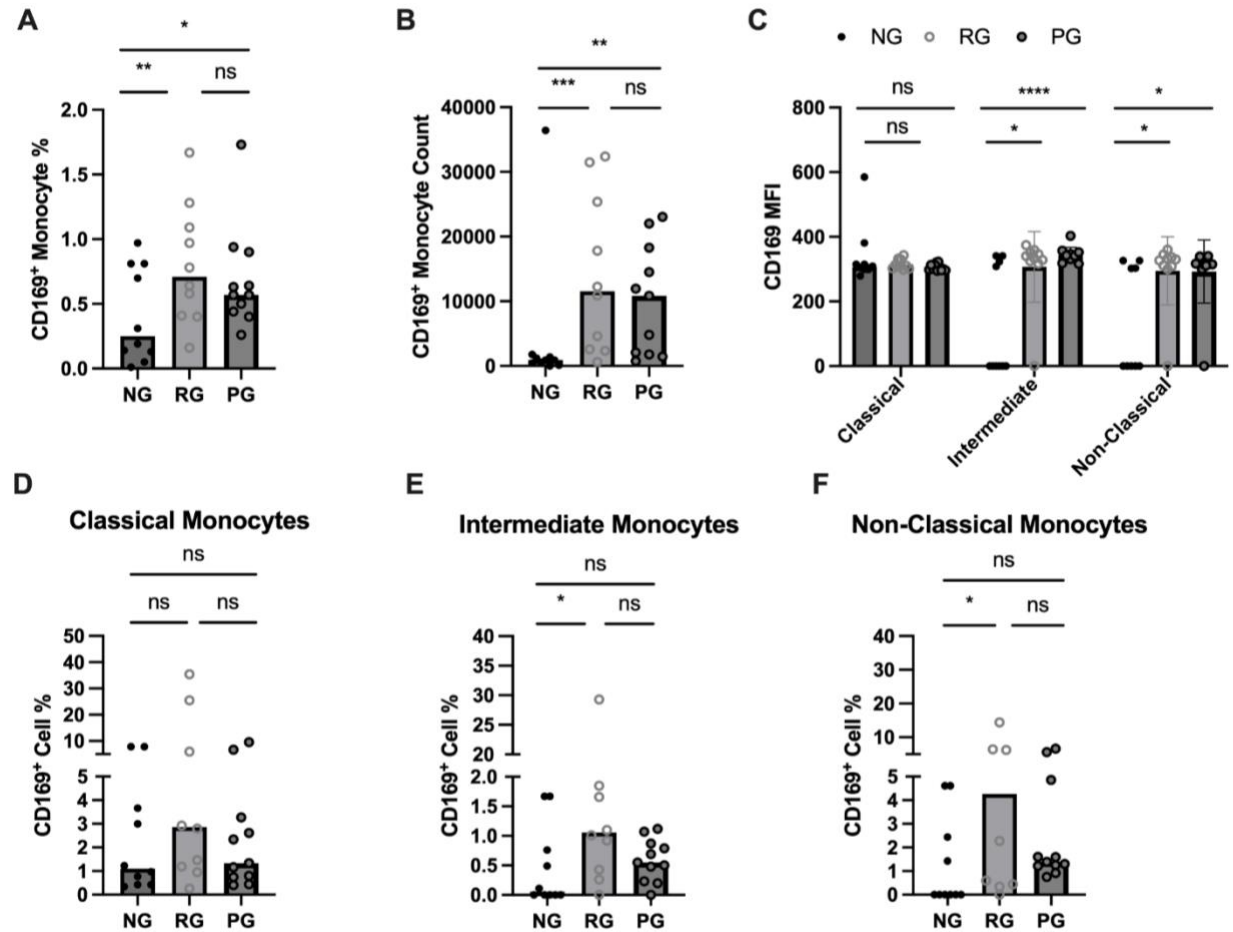 A
*
**
ns
CD169⁺ Monocyte %
2.0
1.5
1.0
0.5
0.0
NG RG PG
B
**
***
ns
CD169⁺ Monocyte Count
40000
30000
20000
10000
0
NG RG PG
C
NG RG PG
ns **** *
ns * *
CD169 MFI
800
600
400
200
0
Classical
Intermediate
Non-Classical
D
Classical Monocytes
ns
ns ns
CD169⁺ Cell %
50
40
30
20
10
5
4
3
2
1
0
NG RG PG
E
Intermediate Monocytes
ns
* ns
CD169⁺ Cell %
40
35
30
25
20
2.0
1.5
1.0
0.5
0.0
NG RG PG
F
Non-Classical Monocytes
ns
* ns
CD169⁺ Cell %
40
30
20
10
5
4
3
2
1
0
NG RG PG